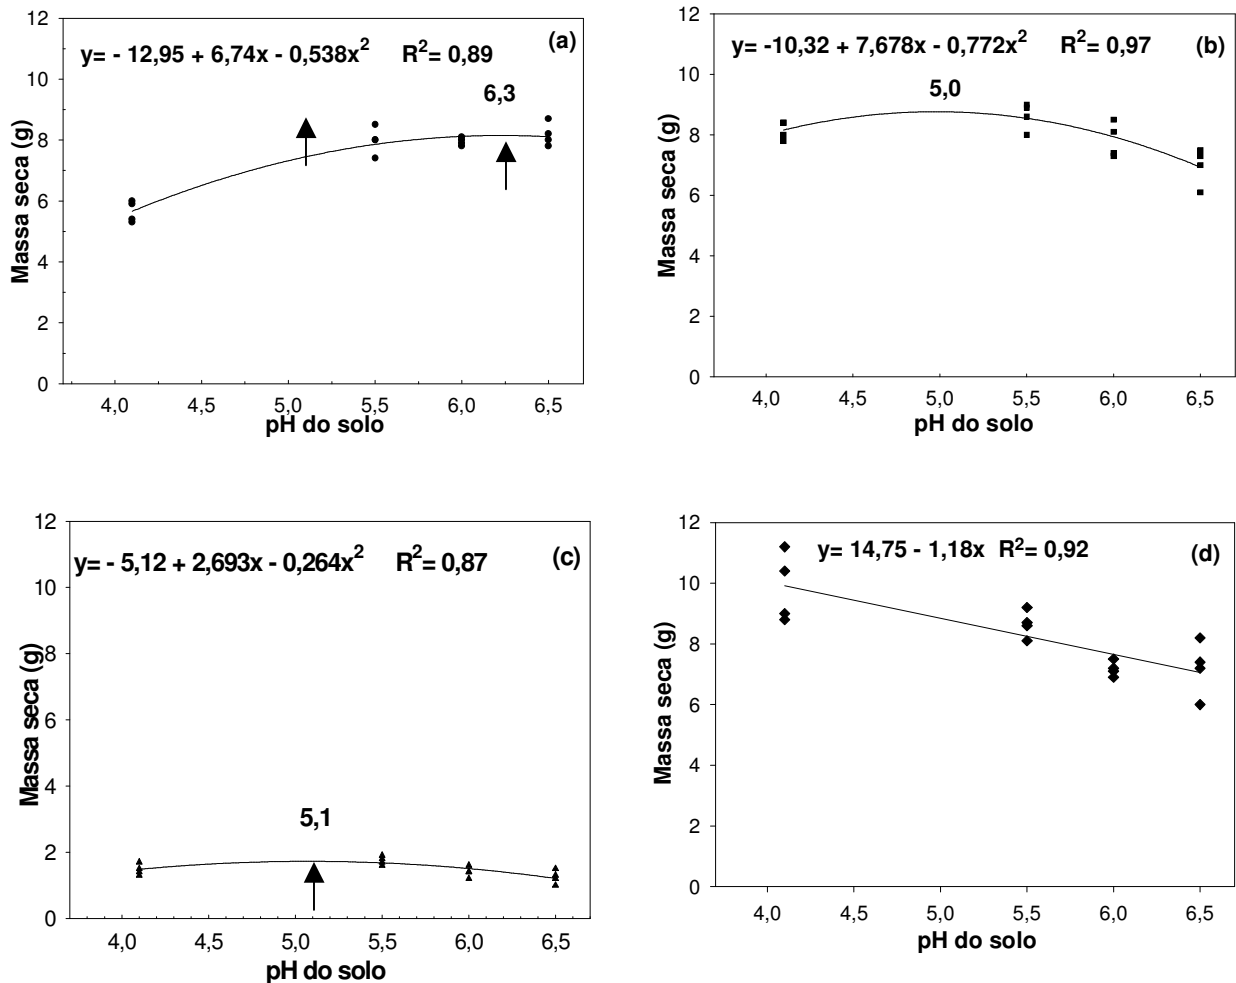 y= - 12,95 + 6,74x - 0,538x² R²= 0,89 (a)
6,3
12
10
8
6
4
2
0
Massa seca (g)
4,0 4,5 5,0 5,5 6,0 6,5
pH do solo
y= -10,32 + 7,678x - 0,772x² R²= 0,97 (b)
5,0
12
10
8
6
4
2
0
Massa seca (g)
4,0 4,5 5,0 5,5 6,0 6,5
pH do solo
y= - 5,12 + 2,693x - 0,264x² R²= 0,87 (c)
5,1
12
10
8
6
4
2
0
Massa seca (g)
4,0 4,5 5,0 5,5 6,0 6,5
pH do solo
y= 14,75 - 1,18x R²= 0,92 (d)
12
10
8
6
4
2
0
Massa seca (g)
4,0 4,5 5,0 5,5 6,0 6,5
pH do solo